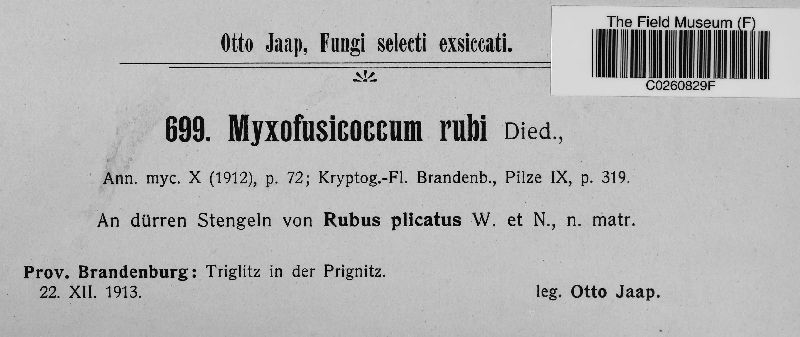 The Field Museum (F)
C0260829F
Otto Jaap, Fungi selecti exsiccati.
699. Myxofusicoccum rubi Died.,
Ann. myc. X (1912), p. 72; Kryptog.-Fl. Brandenb., Pilze IX, p. 319.
An dürren Stengeln von Rubus plicatus W. et N., n. matr.
Prov. Brandenburg: Triglitz in der Prignitz.
22. XII. 1913. leg. Otto Jaap.